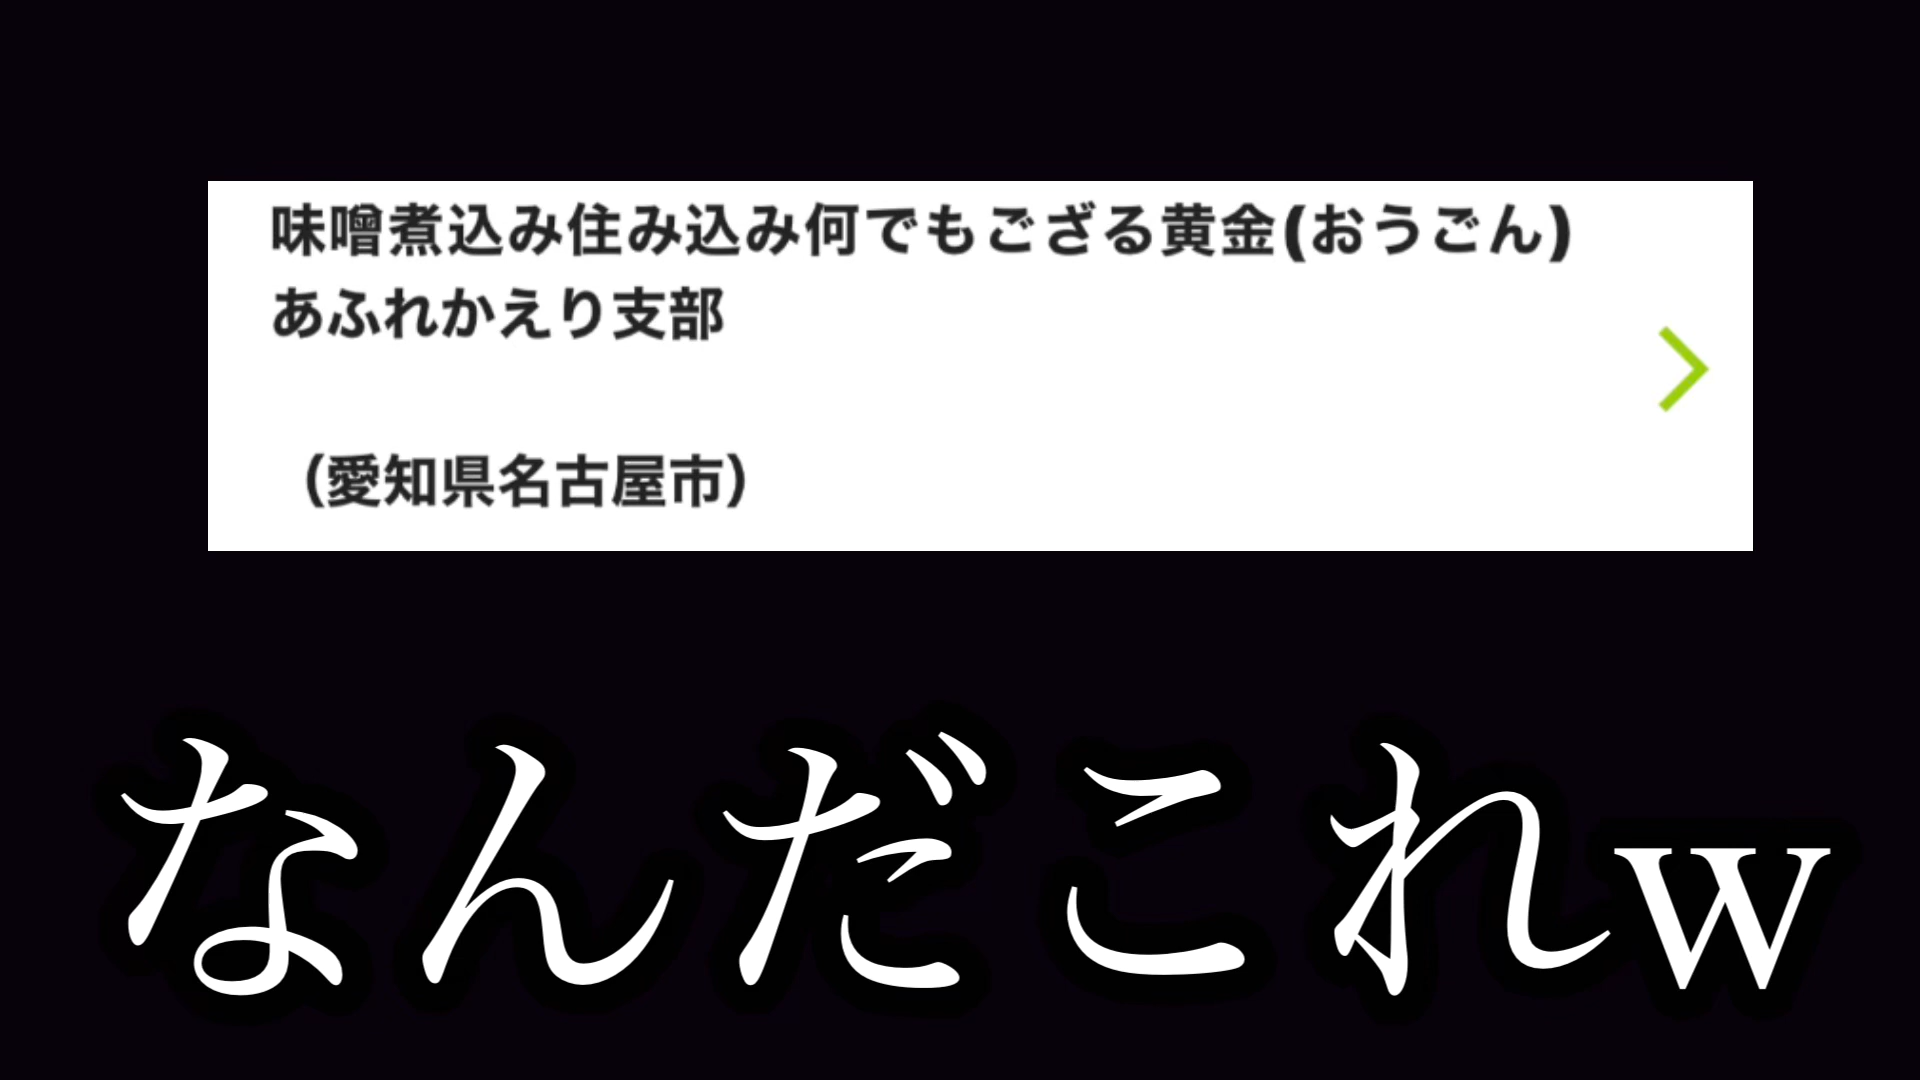 味噌煮込み住み込み何でもござる黄金(おうごん)
あふれかえり支部
（愛知県名古屋市）
なんだこれw